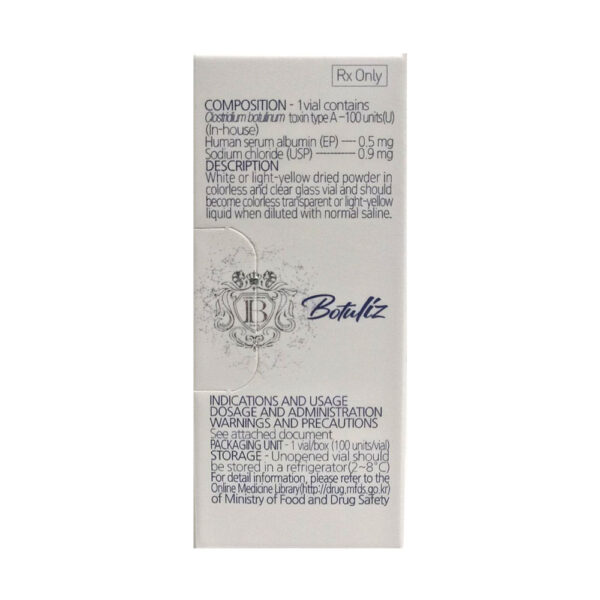 Rx Only
COMPOSITION - 1vial contains
Clostridium botulinum toxin type A -100 units(U)
(In-house)
Human serum albumin (EP) ---- 0.5 mg
Sodium chloride (USP) ---------- 0.9 mg
DESCRIPTION
White or light-yellow dried powder in
colorless and clear glass vial and should
become colorless transparent or light-yellow
liquid when diluted with normal saline.
B
Botuliz
INDICATIONS AND USAGE
DOSAGE AND ADMINISTRATION
WARNINGS AND PRECAUTIONS
See attached document
PACKAGING UNIT - 1 vial/box (100 units/vial)
STORAGE - Unopened vial should
be stored in a refrigerator(2~8°C)
For detail information, please refer to the
Online Medicine Library(http://drug.mfds.go.kr)
of Ministry of Food and Drug Safety